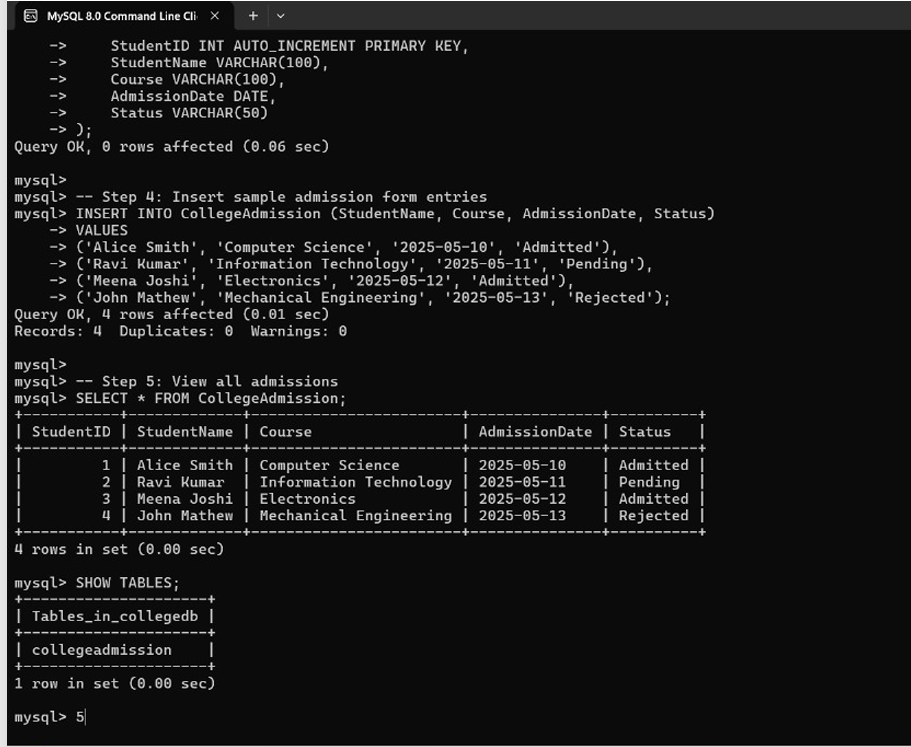 MySQL 8.0 Command Line Cli
    ->     StudentID INT AUTO_INCREMENT PRIMARY KEY,
    ->     StudentName VARCHAR(100),
    ->     Course VARCHAR(100),
    ->     AdmissionDate DATE,
    ->     Status VARCHAR(50)
    -> );
Query OK, 0 rows affected (0.06 sec)

mysql>
mysql> -- Step 4: Insert sample admission form entries
mysql> INSERT INTO CollegeAdmission (StudentName, Course, AdmissionDate, Status)
    -> VALUES
    -> ('Alice Smith', 'Computer Science', '2025-05-10', 'Admitted'),
    -> ('Ravi Kumar', 'Information Technology', '2025-05-11', 'Pending'),
    -> ('Meena Joshi', 'Electronics', '2025-05-12', 'Admitted'),
    -> ('John Mathew', 'Mechanical Engineering', '2025-05-13', 'Rejected');
Query OK, 4 rows affected (0.01 sec)
Records: 4  Duplicates: 0  Warnings: 0

mysql>
mysql> -- Step 5: View all admissions
mysql> SELECT * FROM CollegeAdmission;
+-----------+-------------+------------------------+---------------+----------+
| StudentID | StudentName | Course                 | AdmissionDate | Status   |
+-----------+-------------+------------------------+---------------+----------+
|         1 | Alice Smith | Computer Science       | 2025-05-10    | Admitted |
|         2 | Ravi Kumar  | Information Technology | 2025-05-11    | Pending  |
|         3 | Meena Joshi | Electronics            | 2025-05-12    | Admitted |
|         4 | John Mathew | Mechanical Engineering | 2025-05-13    | Rejected |
+-----------+-------------+------------------------+---------------+----------+
4 rows in set (0.00 sec)

mysql> SHOW TABLES;
+---------------------+
| Tables_in_collegedb |
+---------------------+
| collegeadmission    |
+---------------------+
1 row in set (0.00 sec)

mysql> 5